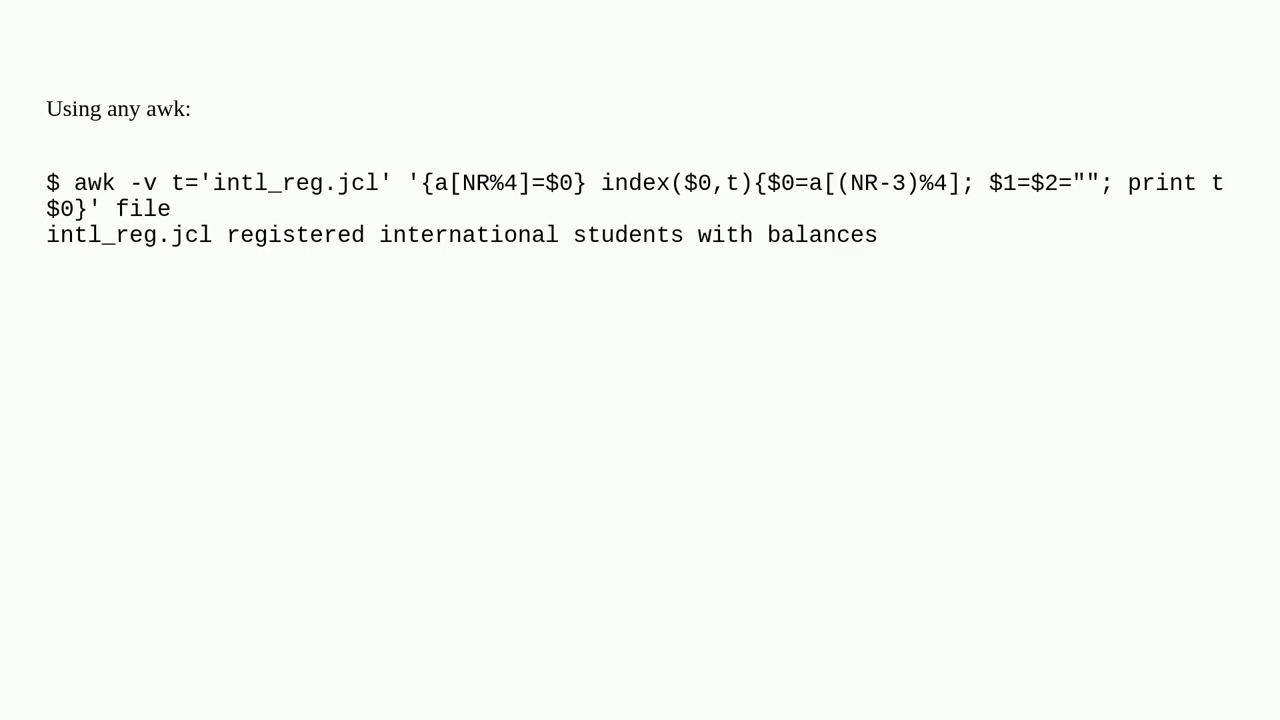 Using any awk:
$ awk -v t='intl_reg.jcl' '{a[NR%4]=$0} index($0,t){$0=a[(NR-3)%4]; $1=$2=""; print t
$0}' file
intl_reg.jcl registered international students with balances